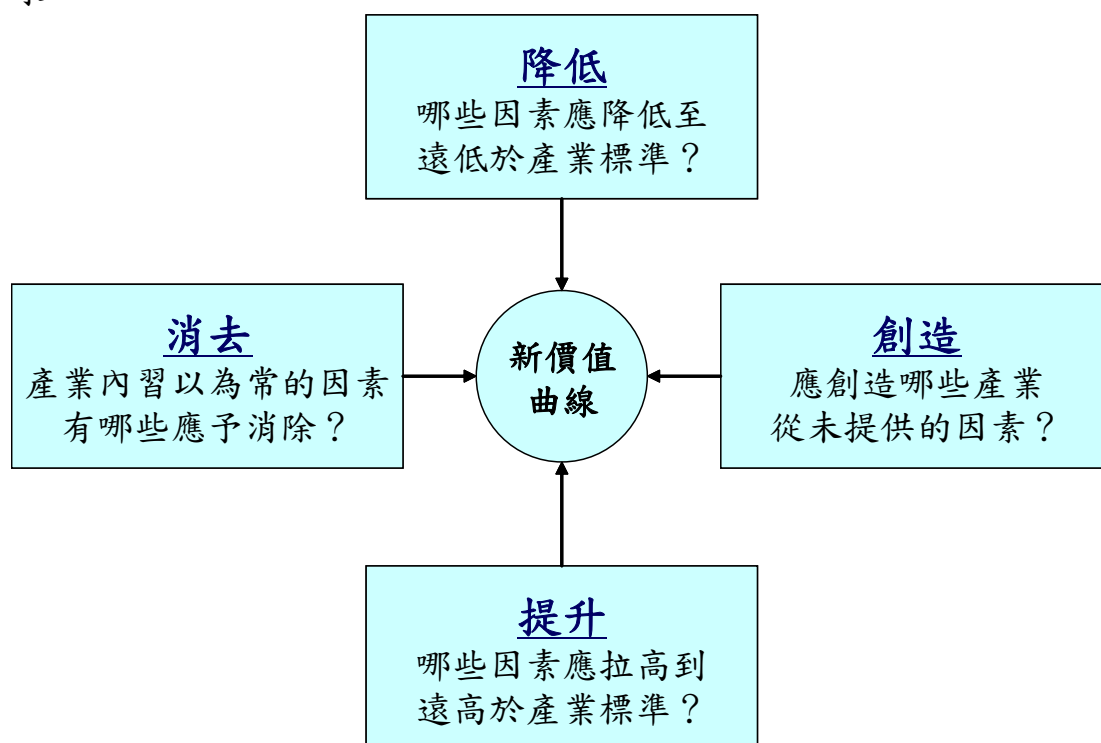 降低
哪些因素應降低至
遠低於產業標準？
消去
產業內習以為常的因素
有哪些應予消除？
新價值
曲線
創造
應創造哪些產業
從未提供的因素？
提升
哪些因素應拉高到
遠高於產業標準？